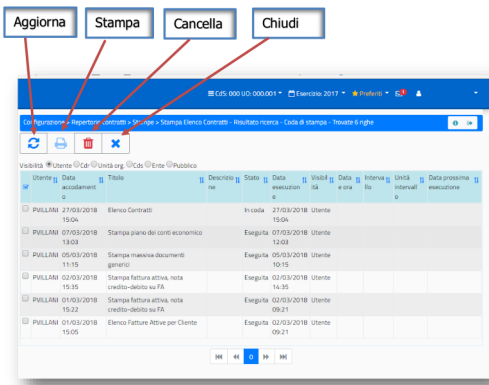 Aggiorna Stampa Cancella Chiudi
CdS: 000 UO: 000.001 Esercizio: 2017 Preferiti
Configurazione > Repertorio contratti > Stampe > Stampa Elenco Contratti - Risultato ricerca - Coda di stampa - Trovate 6 righe
Visibilità Utente Cdr Unità org. Cds Ente Pubblico
Utente Data Titolo Descrizio Stato Data Visibil Data Interva Unità Data prossima
accodament ne esecuzion ità e ora llo intervall esecuzione
o e o
PVILLANI 27/03/2018 Elenco Contratti In coda 27/03/2018 Utente
15:04 15:04
PVILLANI 07/03/2018 Stampa piano dei conti economico Eseguita 07/03/2018 Utente
13:03 12:03
PVILLANI 05/03/2018 Stampa massiva documenti Eseguita 05/03/2018 Utente
11:15 generici 10:15
PVILLANI 02/03/2018 Stampa fattura attiva, nota Eseguita 02/03/2018 Utente
15:35 credito-debito su FA 14:35
PVILLANI 01/03/2018 Stampa fattura attiva, nota Eseguita 02/03/2018 Utente
15:22 credito-debito su FA 09:21
PVILLANI 01/03/2018 Elenco Fatture Attive per Cliente Eseguita 02/03/2018 Utente
15:05 09:21
0